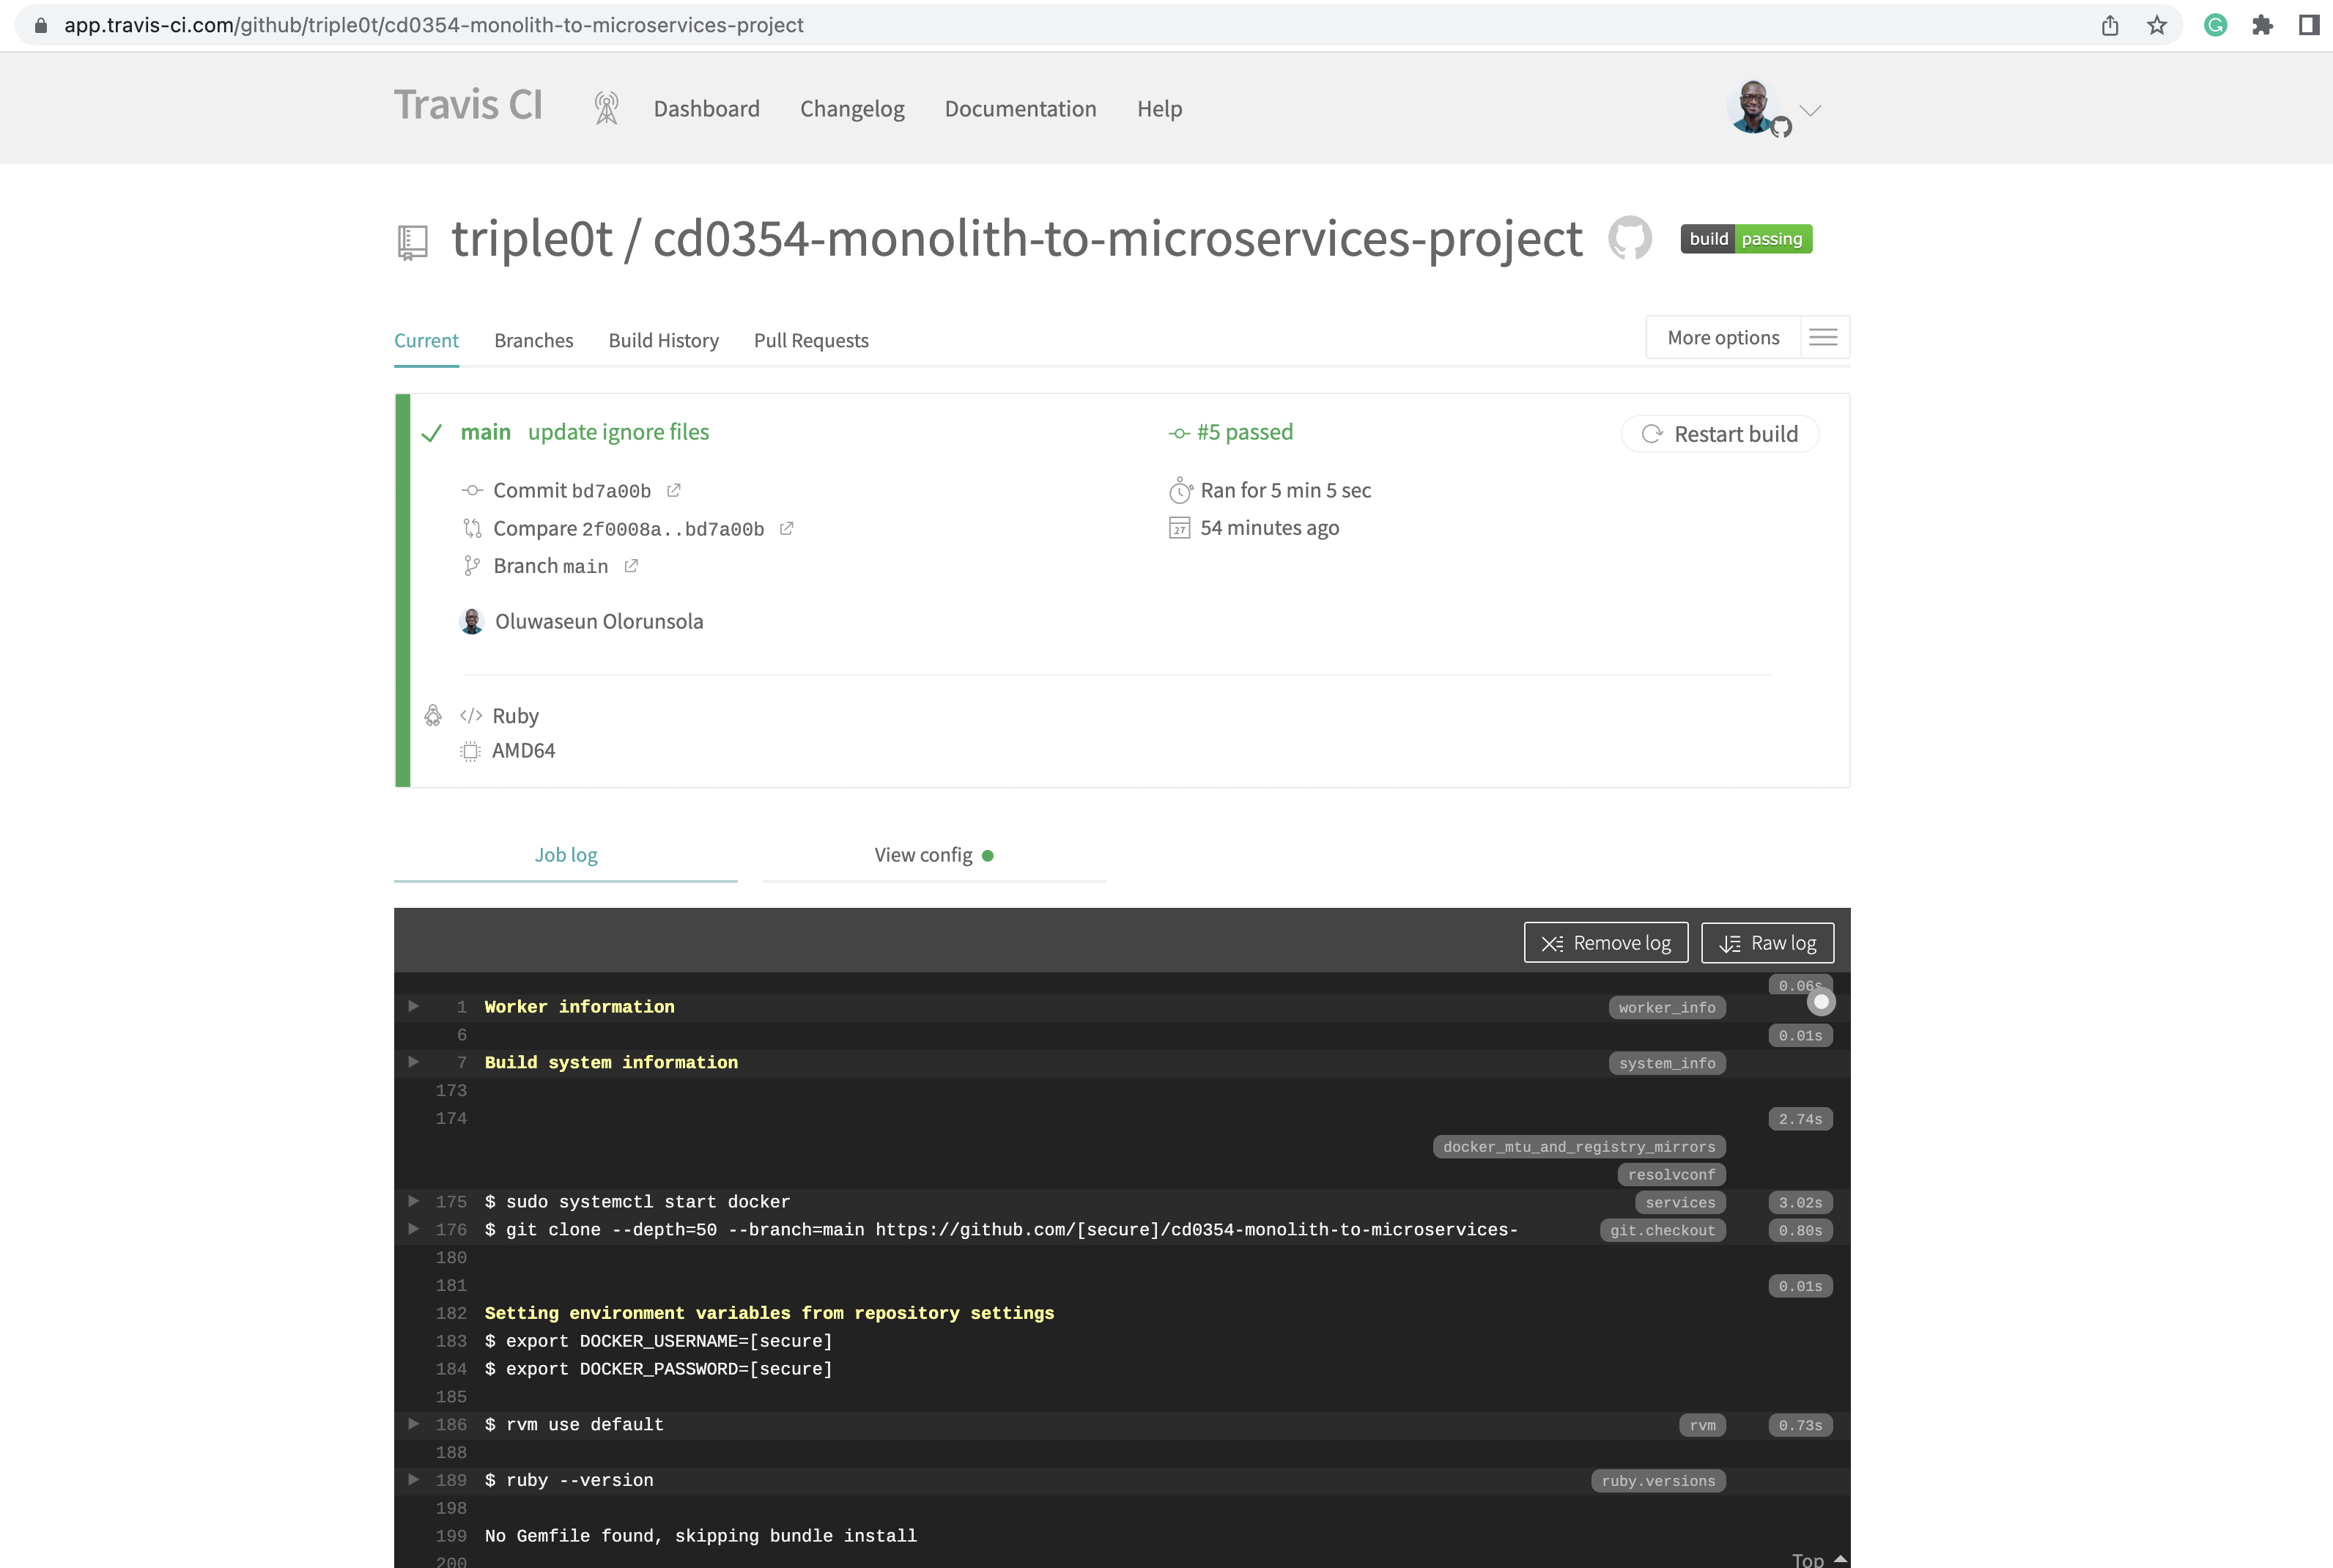 app.travis-ci.com/github/triple0t/cd0354-monolith-to-microservices-project
Travis CI Dashboard Changelog Documentation Help
triple0t / cd0354-monolith-to-microservices-project build passing
Current Branches Build History Pull Requests More options
main update ignore files #5 passed Restart build
Commit bd7a00b Ran for 5 min 5 sec
Compare 2f0008a..bd7a00b 27 54 minutes ago
Branch main
Oluwaseun Olorunsola
</> Ruby
AMD64
Job log View config
Remove log Raw log
0.06s
1 Worker information worker_info
6 0.01s
7 Build system information system_info
173
174 2.74s
docker_mtu_and_registry_mirrors
resolvconf
175 $ sudo systemctl start docker services 3.02s
176 $ git clone --depth=50 --branch=main https://github.com/[secure]/cd0354-monolith-to-microservices- git.checkout 0.80s
180
181 0.01s
182 Setting environment variables from repository settings
183 $ export DOCKER_USERNAME=[secure]
184 $ export DOCKER_PASSWORD=[secure]
185
186 $ rvm use default rvm 0.73s
188
189 $ ruby --version ruby.versions
198
199 No Gemfile found, skipping bundle install
200 Top